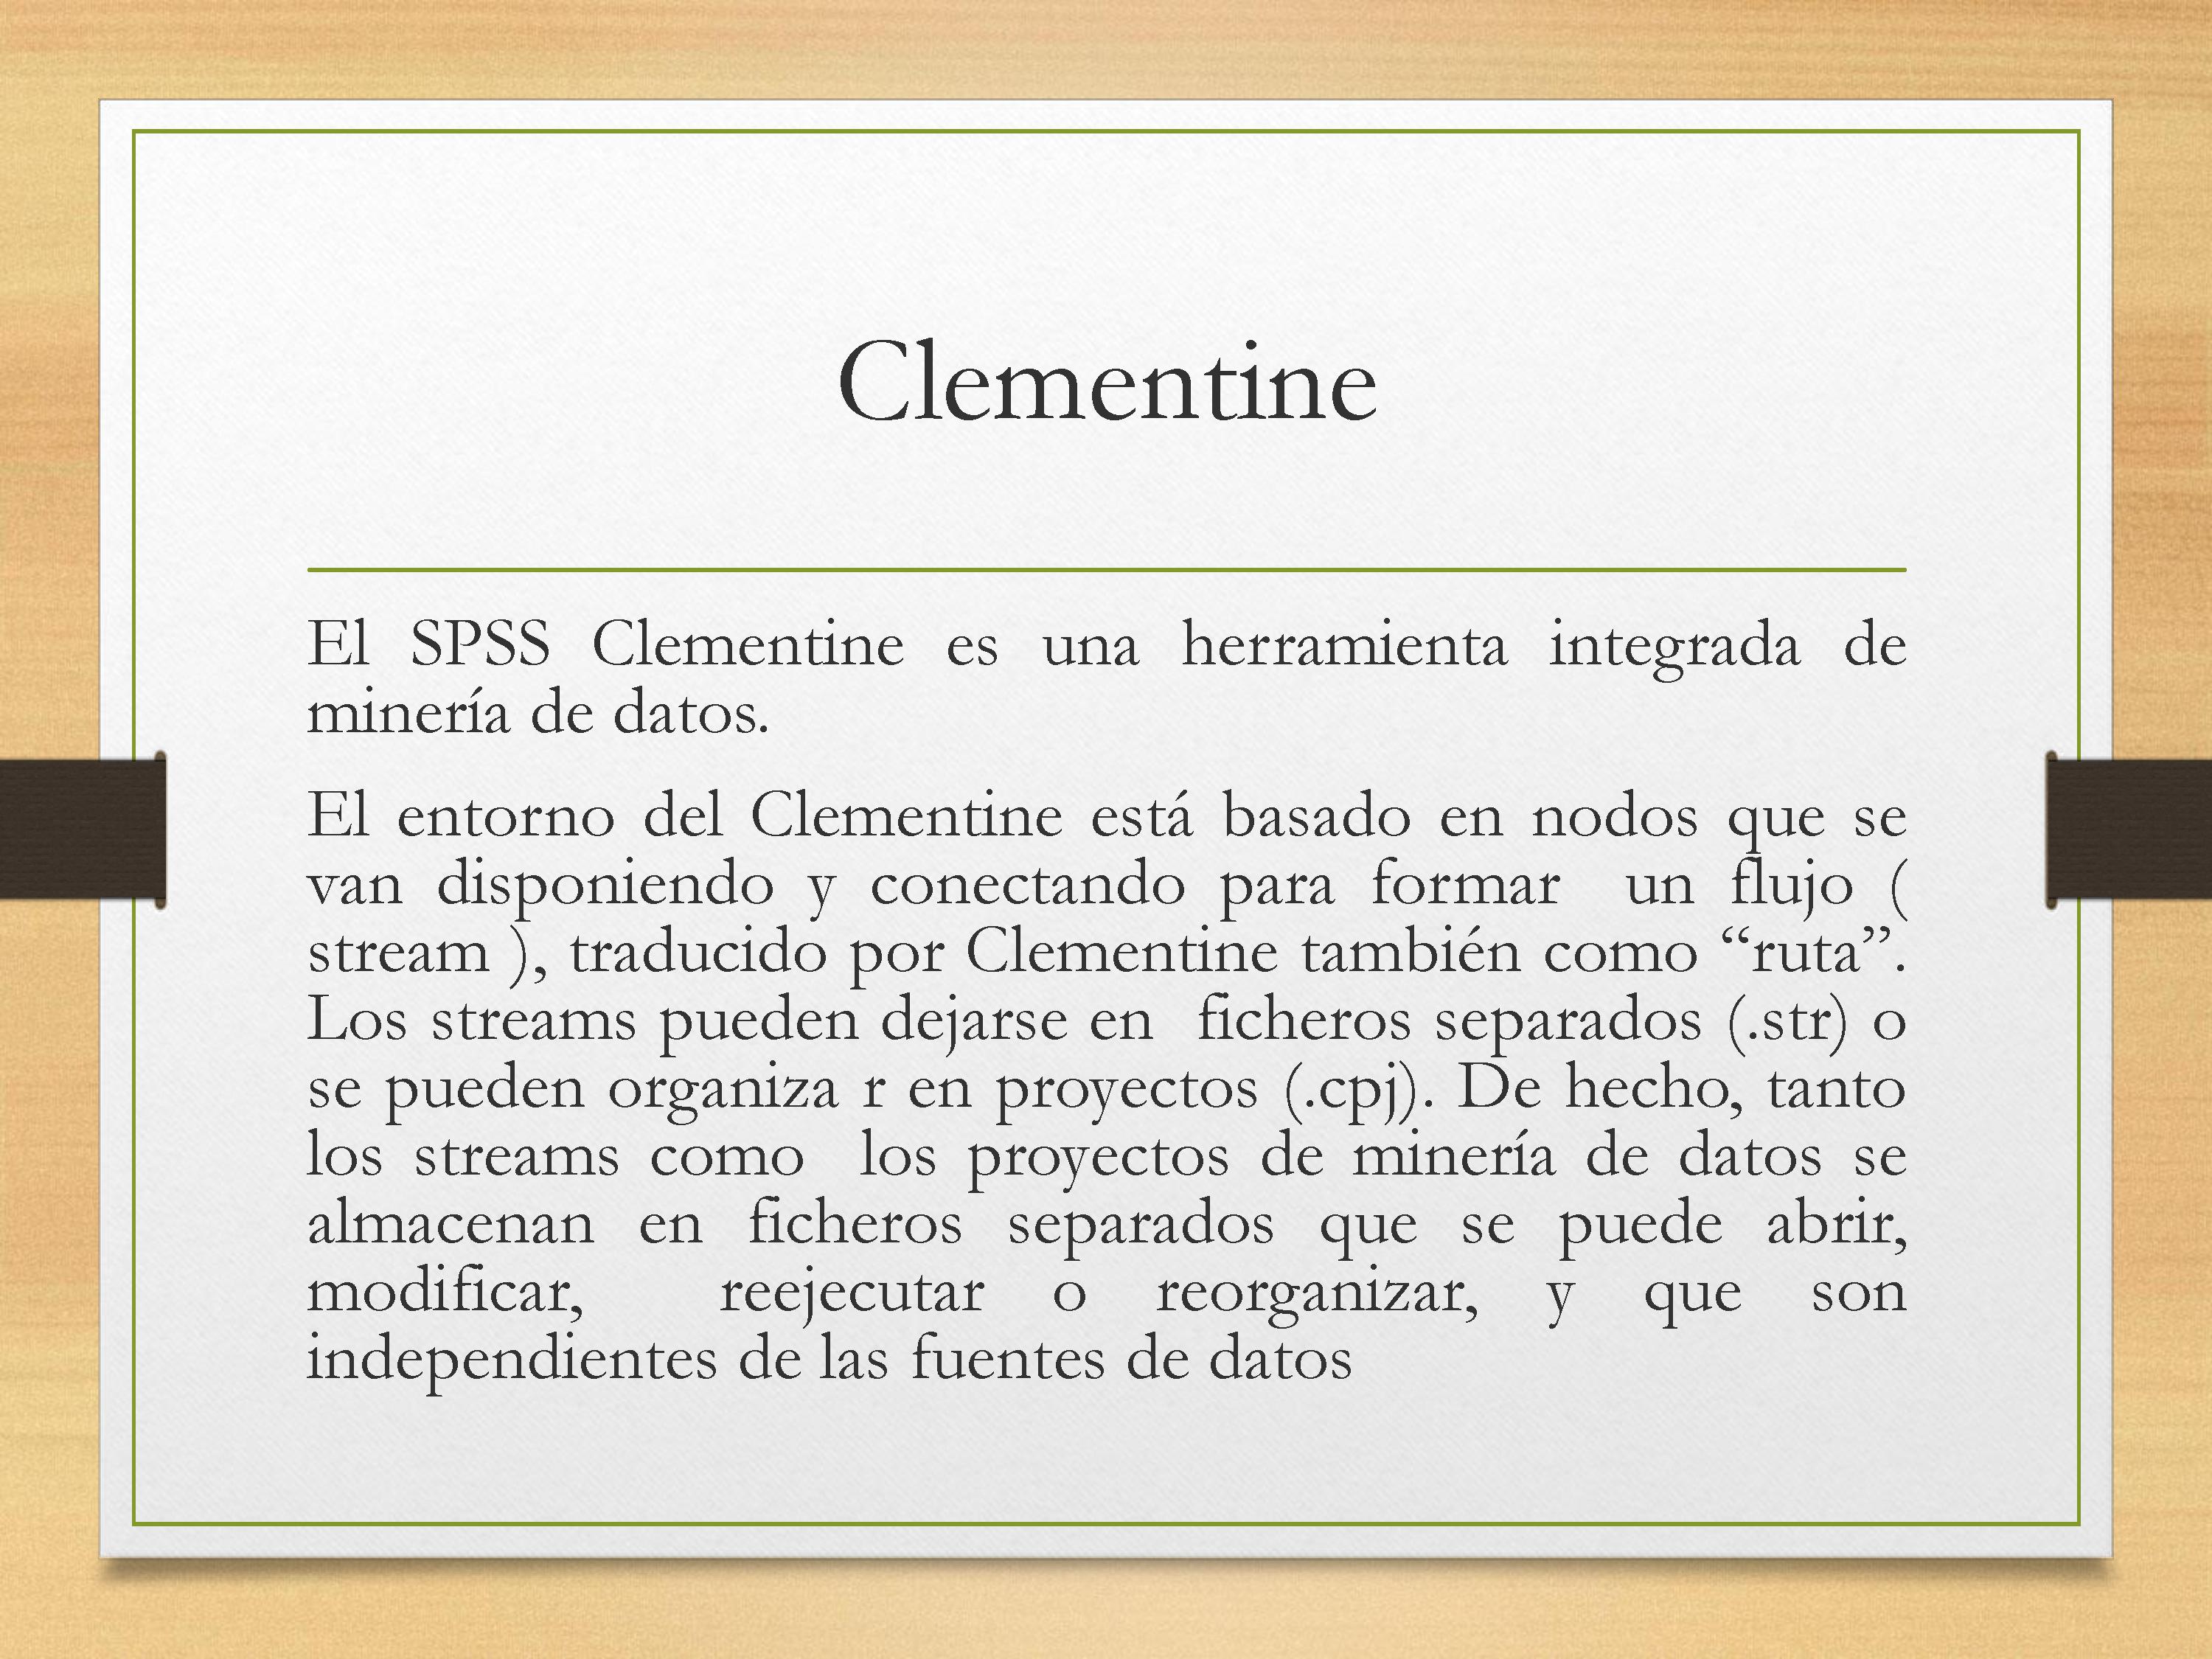 Clementine
El SPSS Clementine es una herramienta integrada de
minería de datos.
El entorno del Clementine está basado en nodos que se
van disponiendo y conectando para formar un flujo (
stream ), traducido por Clementine también como “ruta”.
Los streams pueden dejarse en ficheros separados (.str) o
se pueden organiza r en proyectos (.cpj). De hecho, tanto
los streams como los proyectos de minería de datos se
almacenan en ficheros separados que se puede abrir,
modificar, reejecutar o reorganizar, y que son
independientes de las fuentes de datos